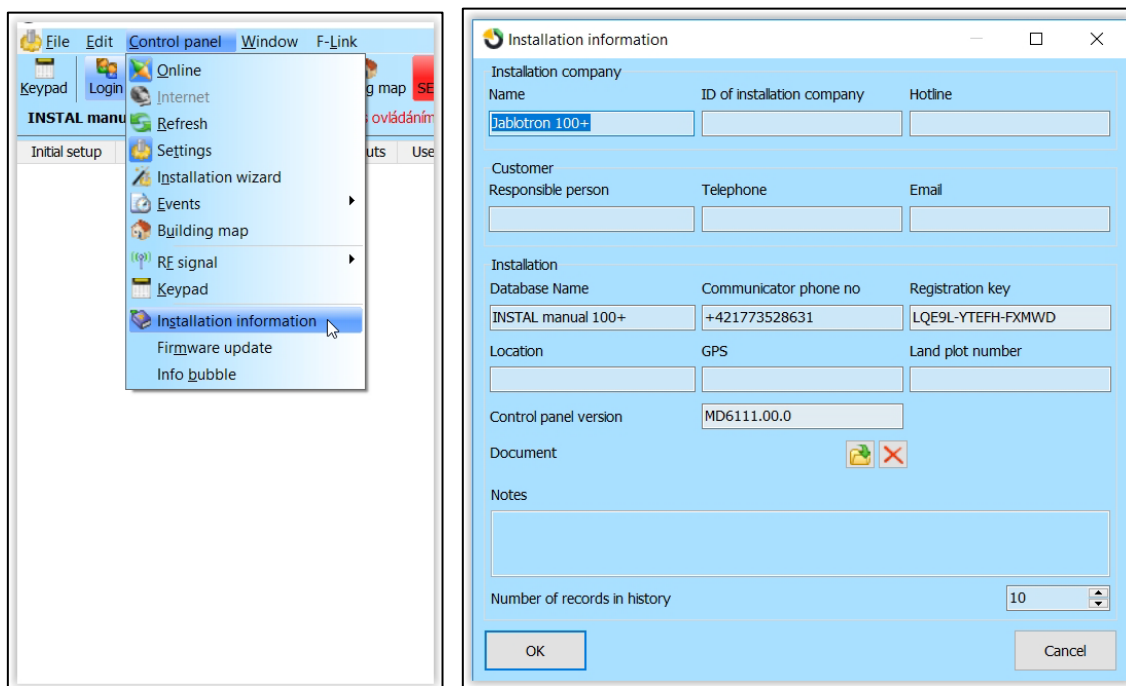 File Edit Control panel Window F-Link
Keypad Login g map SE
INSTAL manu s ovládáním
Initial setup uts Use
Online
Internet
Refresh
Settings
Installation wizard
Events
Building map
RF signal
Keypad
Installation information
Firmware update
Info bubble
Installation information
Installation company
Name ID of installation company Hotline
Jablotron 100+
Customer
Responsible person Telephone Email
Installation
Database Name Communicator phone no Registration key
INSTAL manual 100+ +421773528631 LQE9L-YTEFH-FXMWD
Location GPS Land plot number
Control panel version MD6111.00.0
Document
Notes
Number of records in history 10
OK Cancel